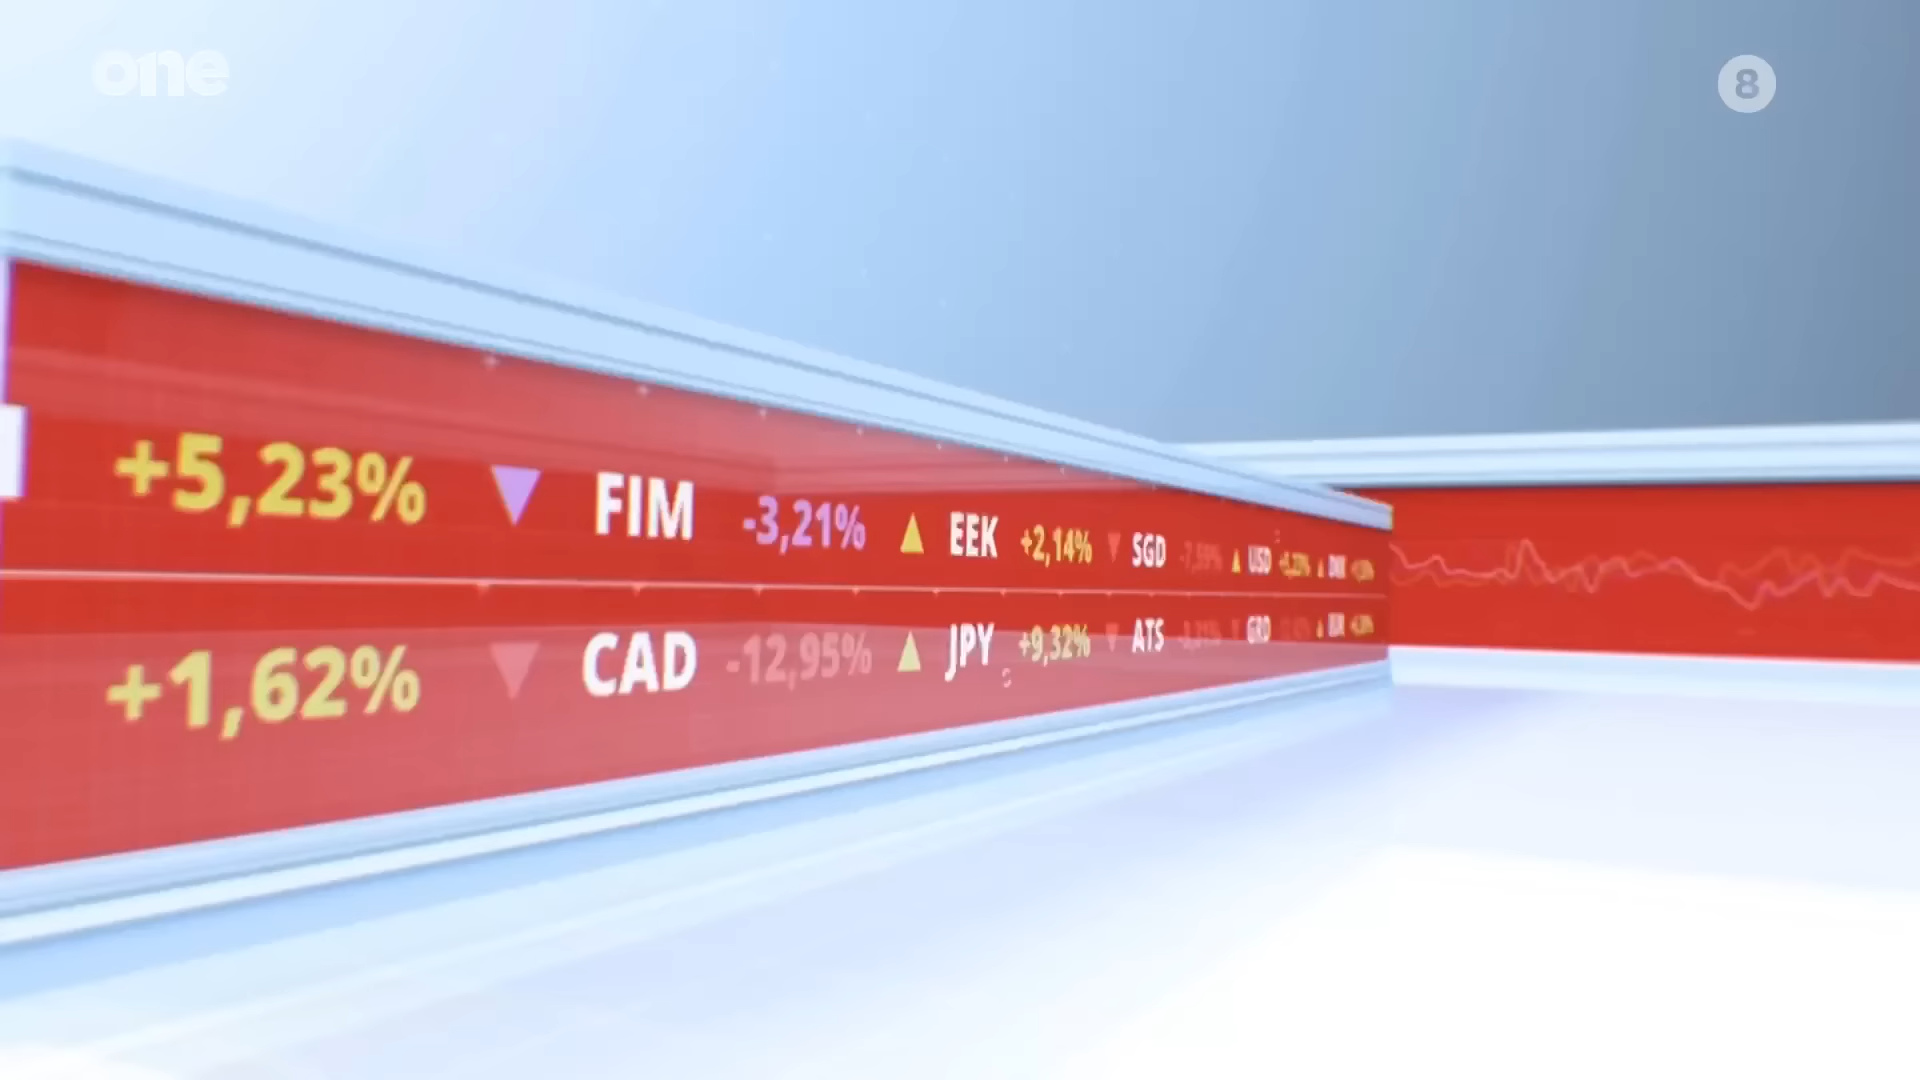 one
8
+5,23% ▼ FIM -3,21% ▲ EEK +2,14% ▼ SGD ▲ USD
+1,62% ▼ CAD -12,95% ▲ JPY +9,32% ▼ ATS